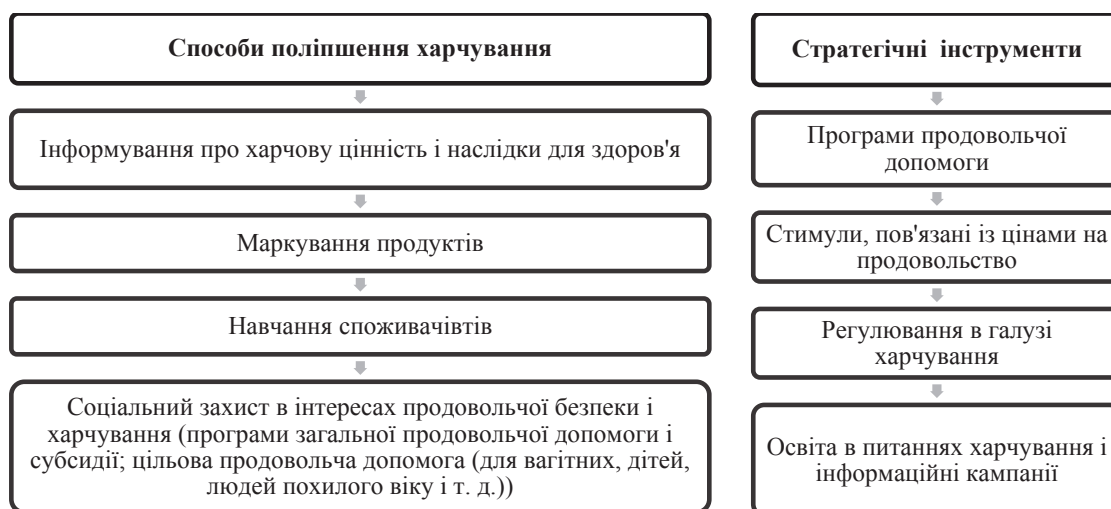 Способи поліпшення харчування
Інформування про харчову цінність і наслідки для здоров'я
Маркування продуктів
Навчання споживачівтів
Соціальний захист в інтересах продовольчої безпеки і
харчування (програми загальної продовольчої допомоги і
субсидії; цільова продовольча допомога (для вагітних, дітей,
людей похилого віку і т. д.))
Стратегічні інструменти
Програми продовольчої
допомоги
Стимули, пов'язані із цінами на
продовольство
Регулювання в галузі
харчування
Освіта в питаннях харчування і
інформаційні кампанії